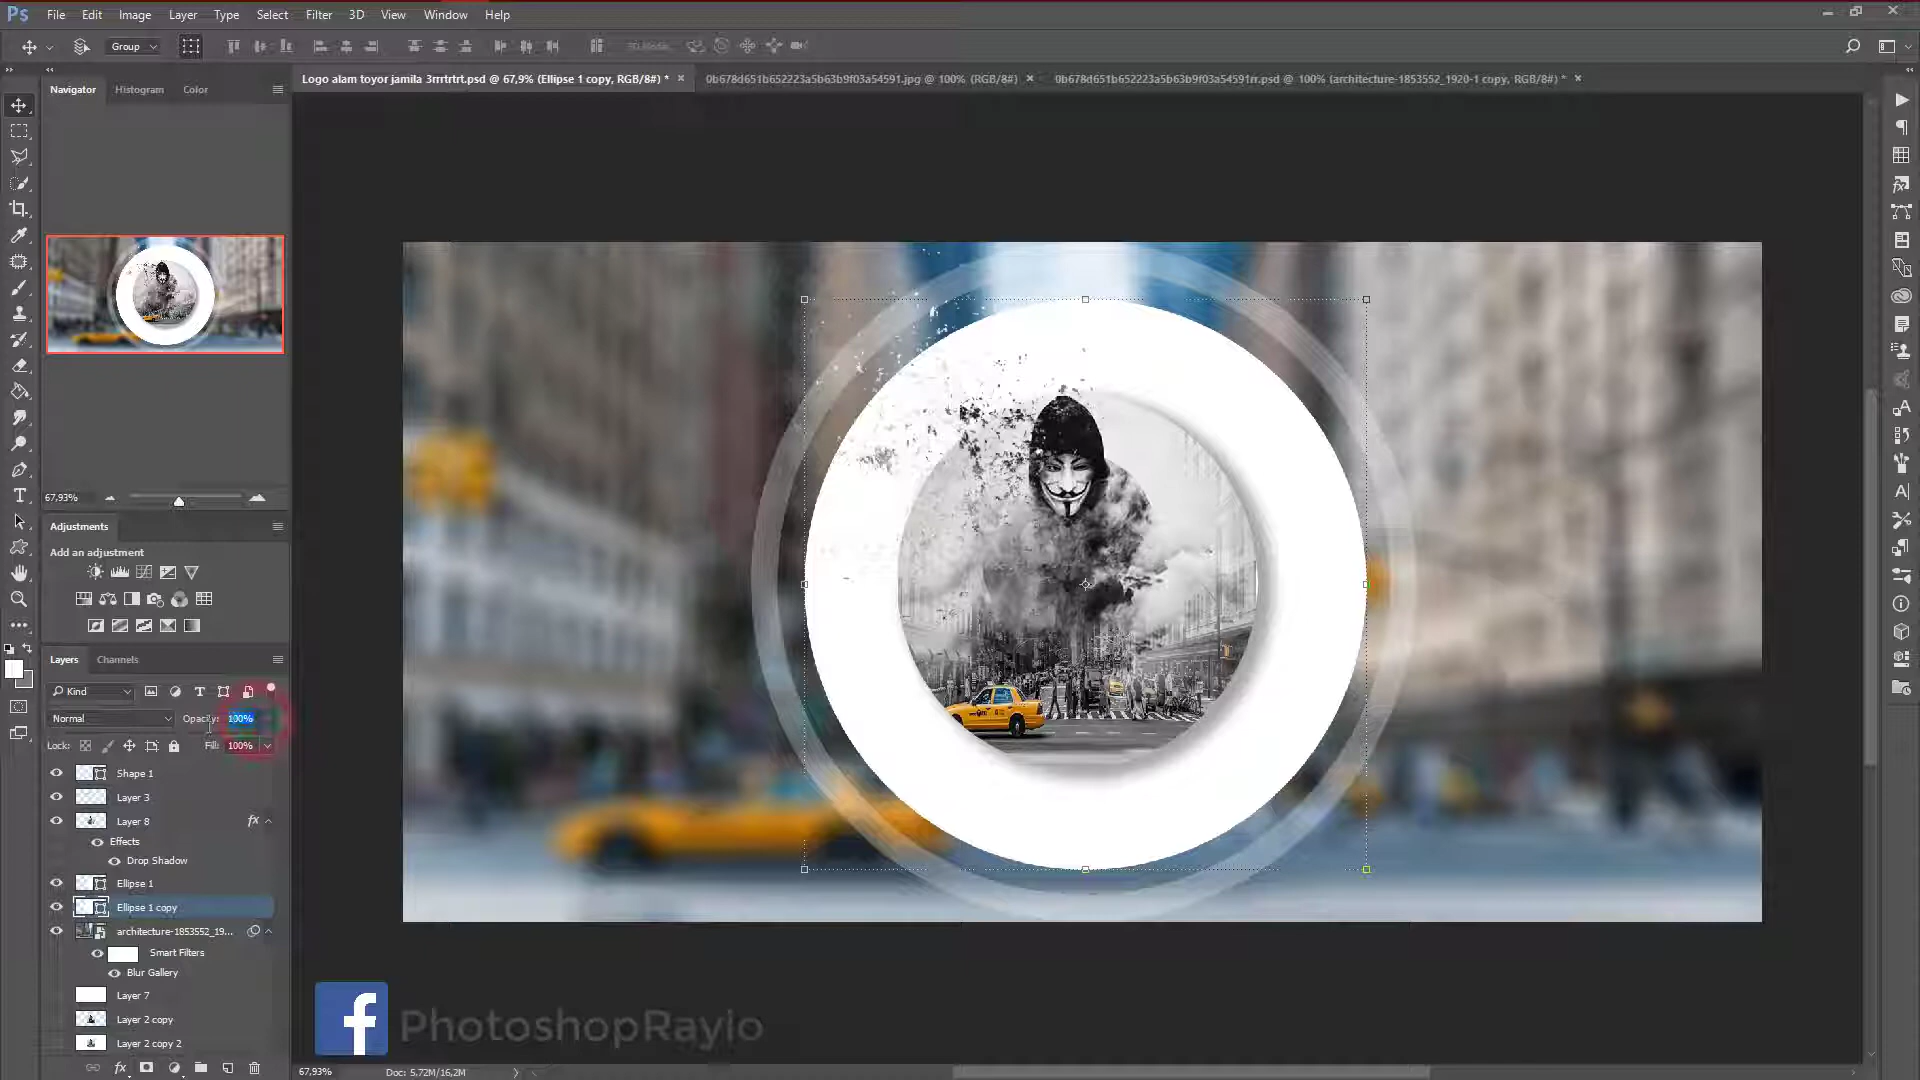 Ps File Edit Image Layer Type Select Filter 3D View Window Help
Group 3D Mode:
Logo alam toyor jamila 3rrrtrtrt.psd @ 67,9% (Ellipse 1 copy, RGB/8#) * × 0b678d651b652223a5b63b9f03a54591.jpg @ 100% (RGB/8#) × 0b678d651b652223a5b63b9f03a54591rr.psd @ 100% (architecture-1853552_1920-1 copy, RGB/8#) * ×
Navigator Histogram Color
67,93%
Adjustments
Add an adjustment
Layers Channels
Kind
Normal Opacity: 100%
Lock: Fill: 100%
Shape 1
Layer 3
Layer 8 fx
Effects
Drop Shadow
Ellipse 1
Ellipse 1 copy
architecture-1853552_19...
Smart Filters
Blur Gallery
Layer 7
Layer 2 copy
Layer 2 copy 2
f PhotoshopRayio
67,93% Doc: 5.72M/16,2M